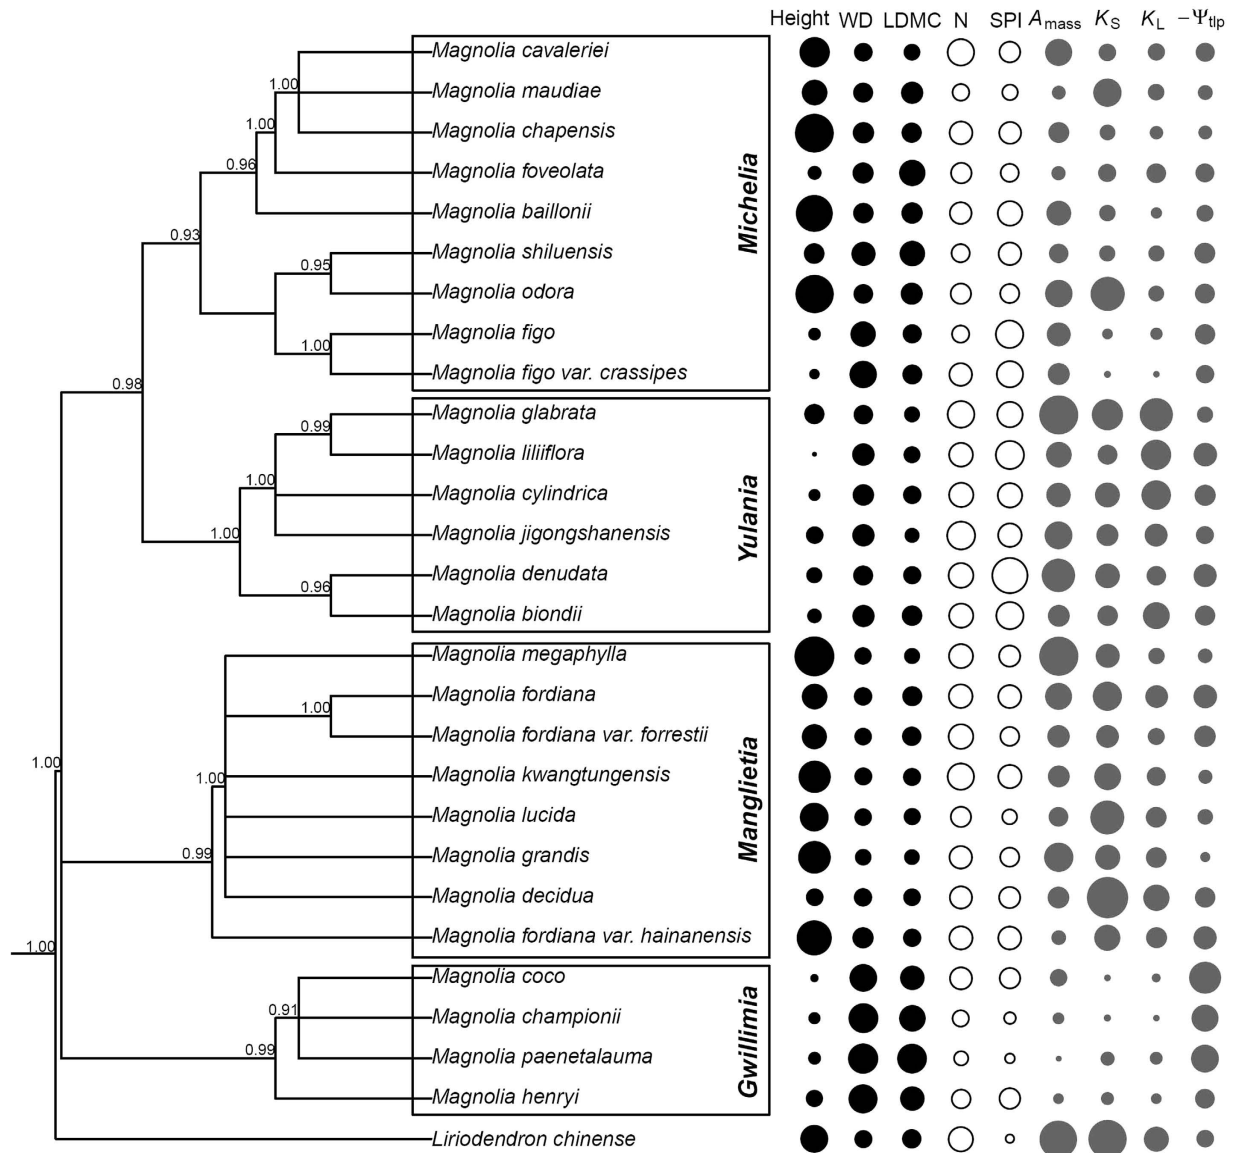 Height WD LDMC N SPI Amass KS KL −Ψtlp
Magnolia cavaleriei
1.00
Magnolia maudiae
1.00
Magnolia chapensis
0.96
Magnolia foveolata
Magnolia baillonii
Michelia
0.93
Magnolia shiluensis
0.95
Magnolia odora
Magnolia figo
1.00
Magnolia figo var. crassipes
0.98
Magnolia glabrata
0.99
Magnolia liliiflora
1.00
Magnolia cylindrica
Yulania
1.00
Magnolia jigongshanensis
Magnolia denudata
0.96
Magnolia biondii
Magnolia megaphylla
Magnolia fordiana
1.00
Magnolia fordiana var. forrestii
1.00
1.00
Magnolia kwangtungensis
Manglietia
Magnolia lucida
0.99
Magnolia grandis
Magnolia decidua
Magnolia fordiana var. hainanensis
1.00
Magnolia coco
0.91
Magnolia championii
Gwillimia
0.99
Magnolia paenetalauma
Magnolia henryi
Liriodendron chinense